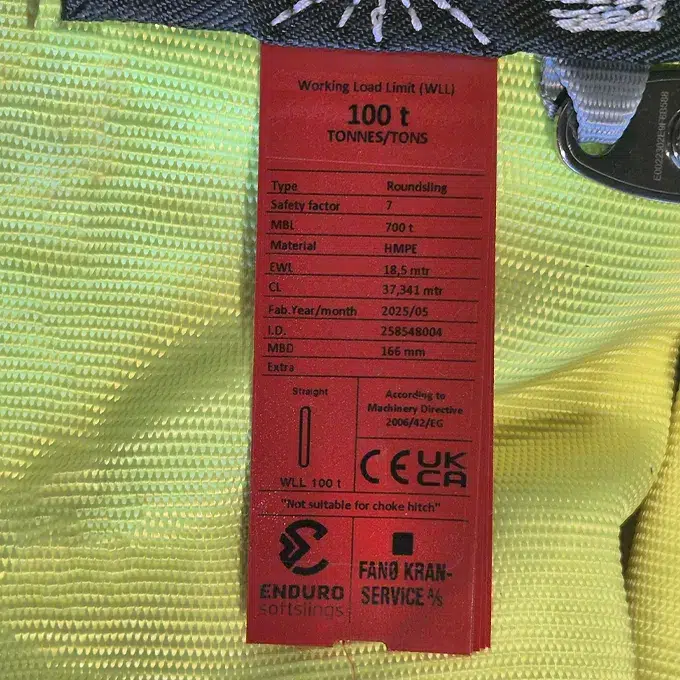 Working Load Limit (WLL)
100 t
TONNES/TONS
Type Roundsling
Safety factor 7
MBL 700 t
Material HMPE
EWL 18,5 mtr
CL 37,341 mtr
Fab.Year/month 2025/05
I.D. 258548004
MBD 166 mm
Extra
Straight
WLL 100 t
According to
Machinery Directive
2006/42/EG
CE UK
CA
"Not suitable for choke hitch"
ENDURO
softslings
FANØ KRAN-
SERVICE A/S